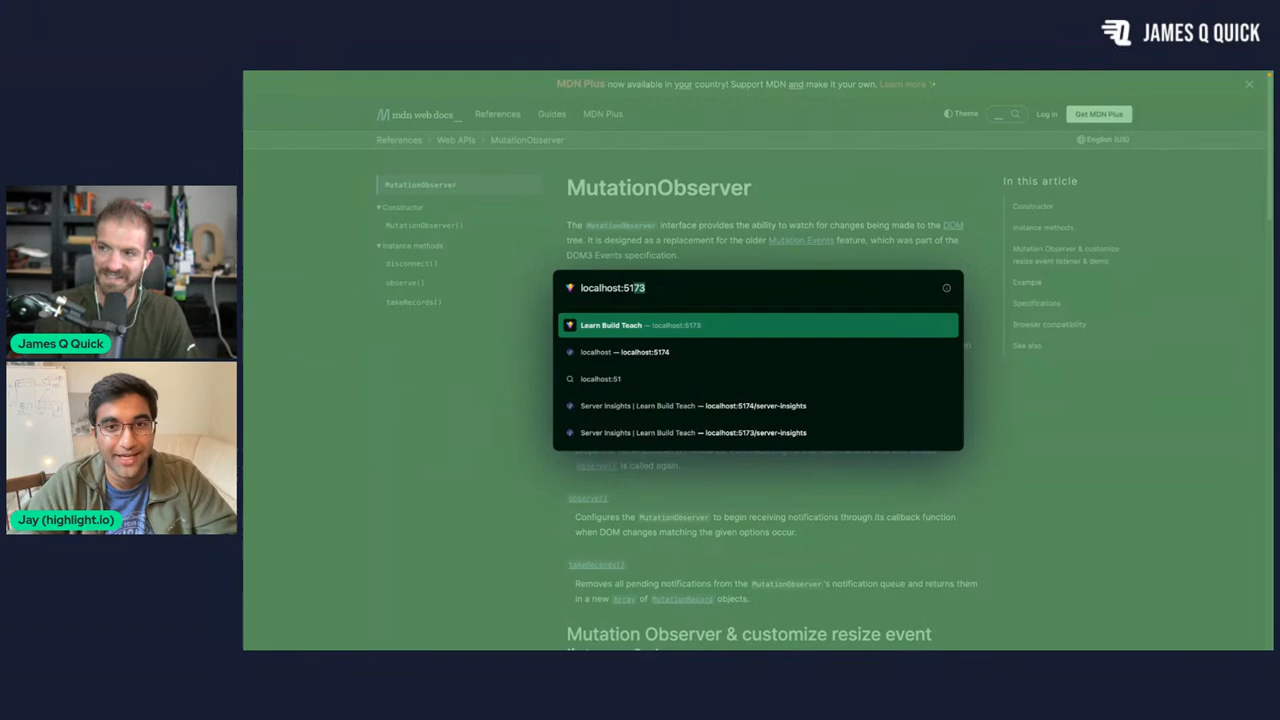 JAMES Q QUICK
MDN Plus now available in your country! Support MDN and make it your own. Learn more
mdn web docs_
References
Guides
MDN Plus
Theme
Log in
Get MDN Plus
References
Web APIs
MutationObserver
English (US)
MutationObserver
Constructor
MutationObserver()
Instance methods
disconnect()
observe()
takeRecords()
MutationObserver
The MutationObserver interface provides the ability to watch for changes being made to the DOM
tree. It is designed as a replacement for the older Mutation Events feature, which was part of the
DOM3 Events specification.
In this article
Constructor
Instance methods
Mutation Observer & customize
resize event listener & demo
Example
Specifications
Browser compatibility
See also
localhost:5173
Learn Build Teach — localhost:5173
localhost — localhost:5174
localhost:51
Server Insights | Learn Build Teach — localhost:5174/server-insights
Server Insights | Learn Build Teach — localhost:5173/server-insights
observe() is called again.
observe()
Configures the MutationObserver to begin receiving notifications through its callback function
when DOM changes matching the given options occur.
takeRecords()
Removes all pending notifications from the MutationObserver's notification queue and returns them
in a new Array of MutationRecord objects.
Mutation Observer & customize resize event
James Q Quick
Jay (highlight.io)